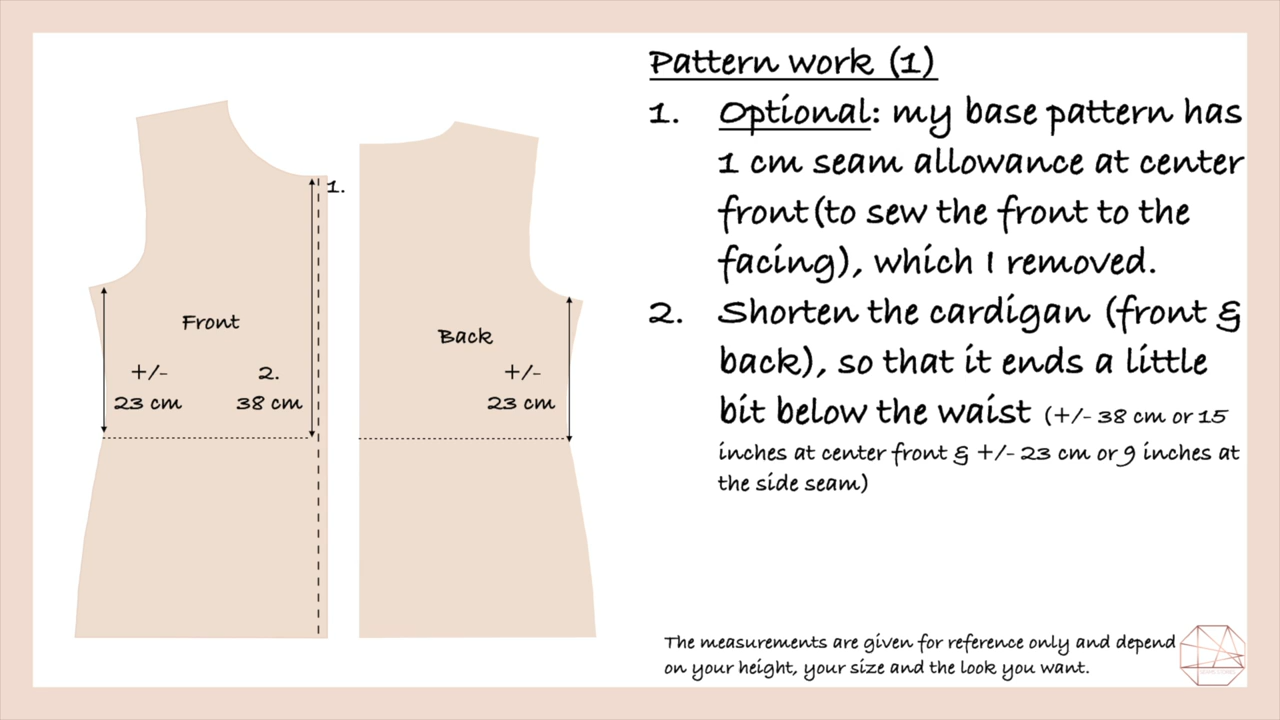 Pattern work (1)
1. Optional: my base pattern has
1 cm seam allowance at center
front(to sew the front to the
facing), which I removed.
2. Shorten the cardigan (front &
back), so that it ends a little
bit below the waist (+/- 38 cm or 15
inches at center front & +/- 23 cm or 9 inches at
the side seam)
1.
Front
+/-
23 cm
2.
38 cm
Back
+/-
23 cm
The measurements are given for reference only and depend
on your height, your size and the look you want.